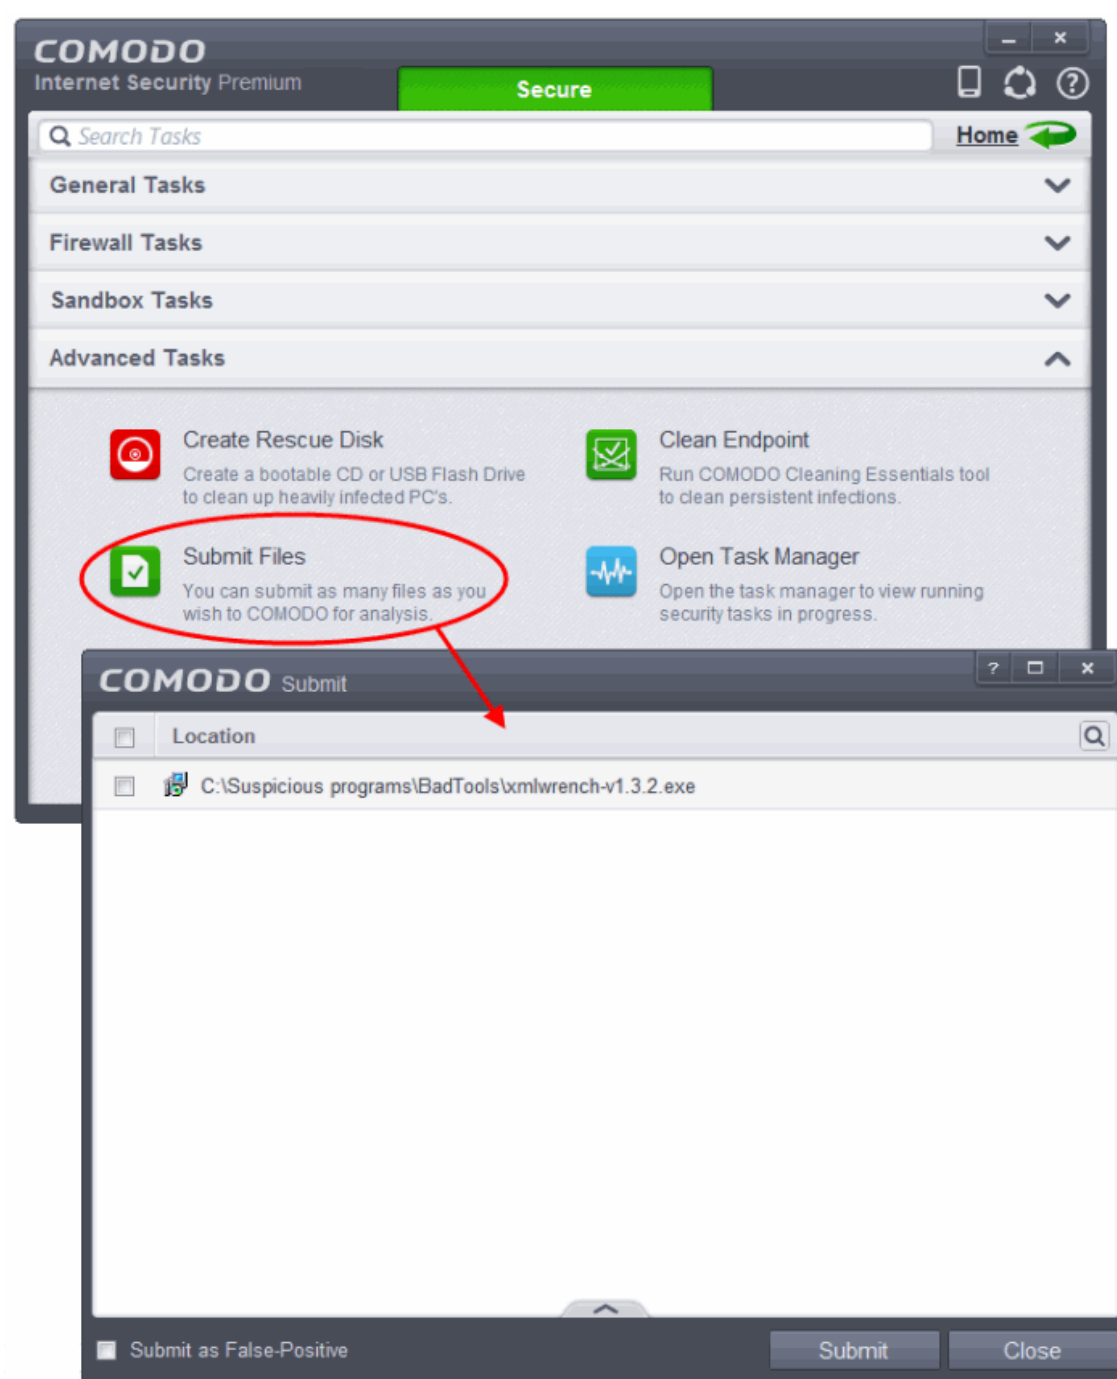 COMODO
Internet Security Premium
Secure
Search Tasks
Home
General Tasks
Firewall Tasks
Sandbox Tasks
Advanced Tasks
Create Rescue Disk
Create a bootable CD or USB Flash Drive
to clean up heavily infected PC's.
Clean Endpoint
Run COMODO Cleaning Essentials tool
to clean persistent infections.
Submit Files
You can submit as many files as you
wish to COMODO for analysis.
Open Task Manager
Open the task manager to view running
security tasks in progress.
COMODO Submit
Location
C:\Suspicious programs\BadTools\xmlwrench-v1.3.2.exe
Submit as False-Positive
Submit
Close